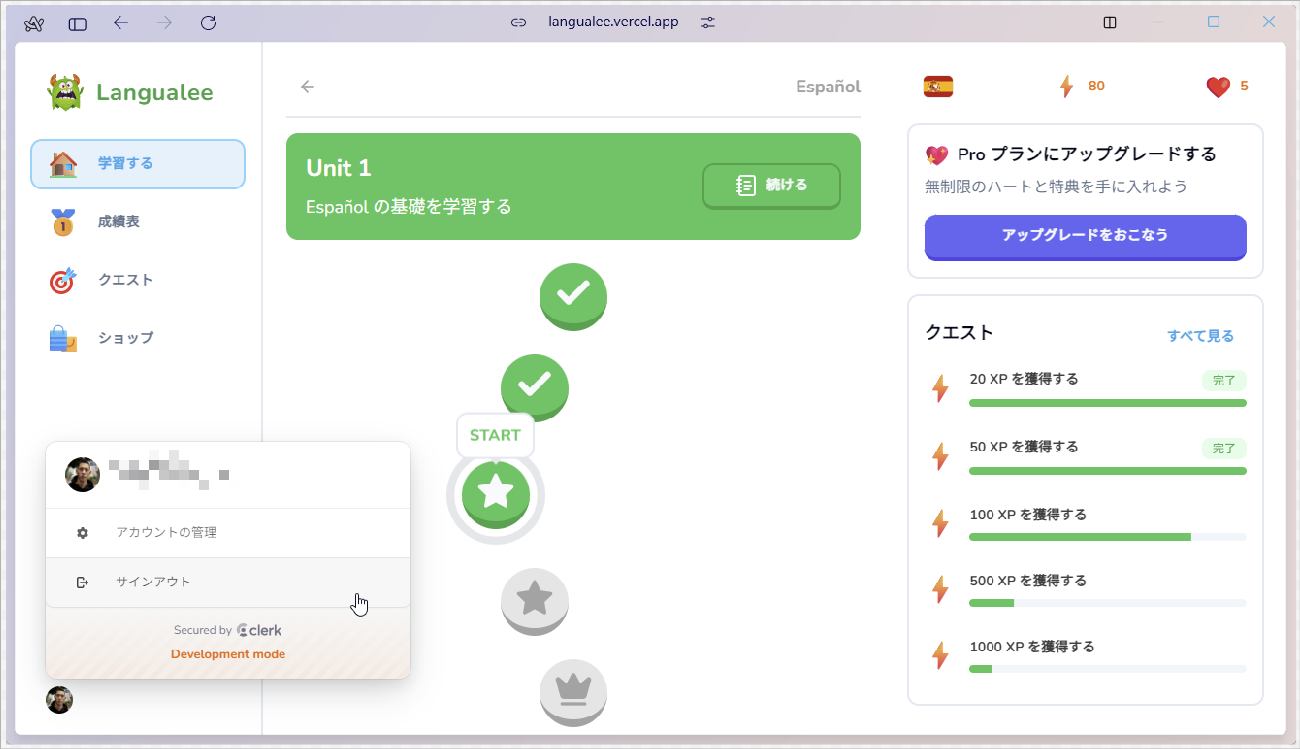 langualee.vercel.app
Langualee
学習する
成績表
クエスト
ショップ
アカウントの管理
サインアウト
Secured by clerk
Development mode
Español
Unit 1
Español の基礎を学習する
続ける
START
80
5
Pro プランにアップグレードする
無制限のハートと特典を手に入れよう
アップグレードをおこなう
クエスト
すべて見る
20 XP を獲得する
完了
50 XP を獲得する
完了
100 XP を獲得する
500 XP を獲得する
1000 XP を獲得する